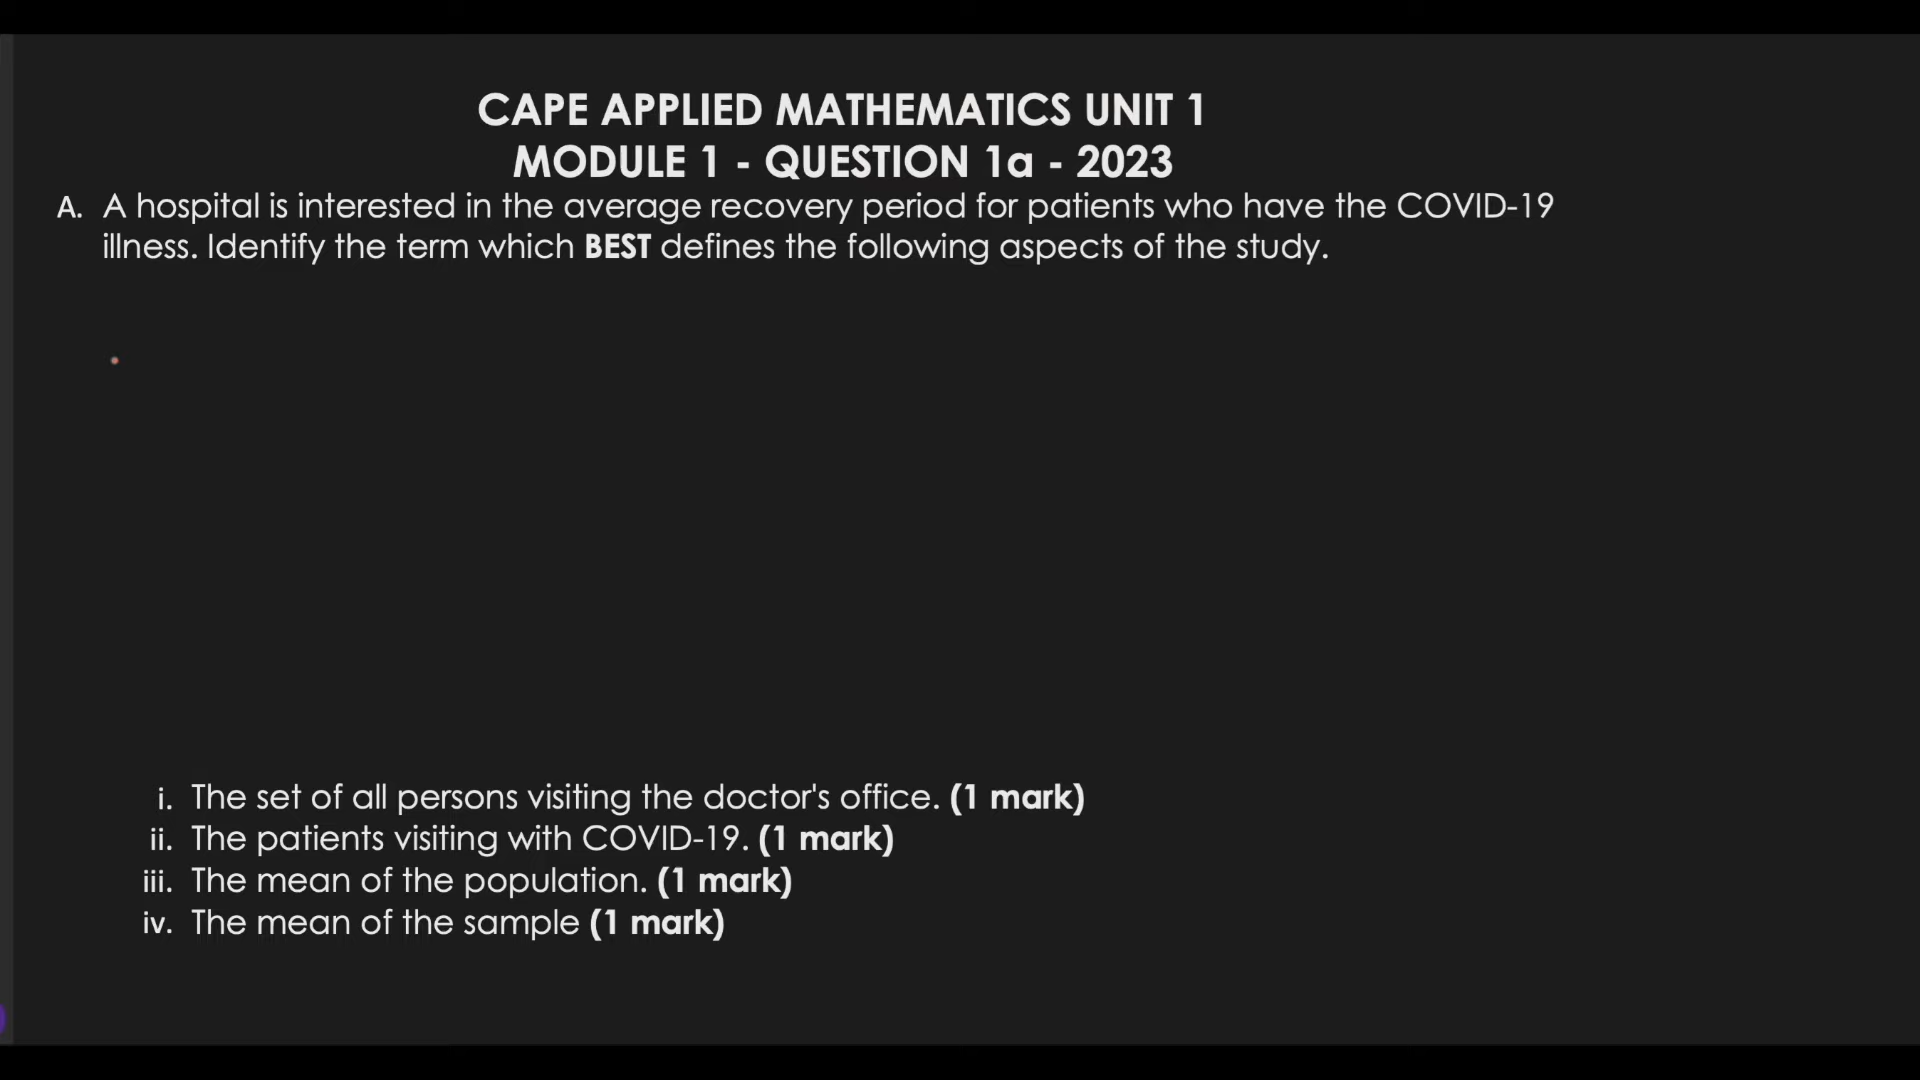 CAPE APPLIED MATHEMATICS UNIT 1
MODULE 1 - QUESTION 1a - 2023
A. A hospital is interested in the average recovery period for patients who have the COVID-19
illness. Identify the term which BEST defines the following aspects of the study.
i. The set of all persons visiting the doctor's office. (1 mark)
ii. The patients visiting with COVID-19. (1 mark)
iii. The mean of the population. (1 mark)
iv. The mean of the sample (1 mark)